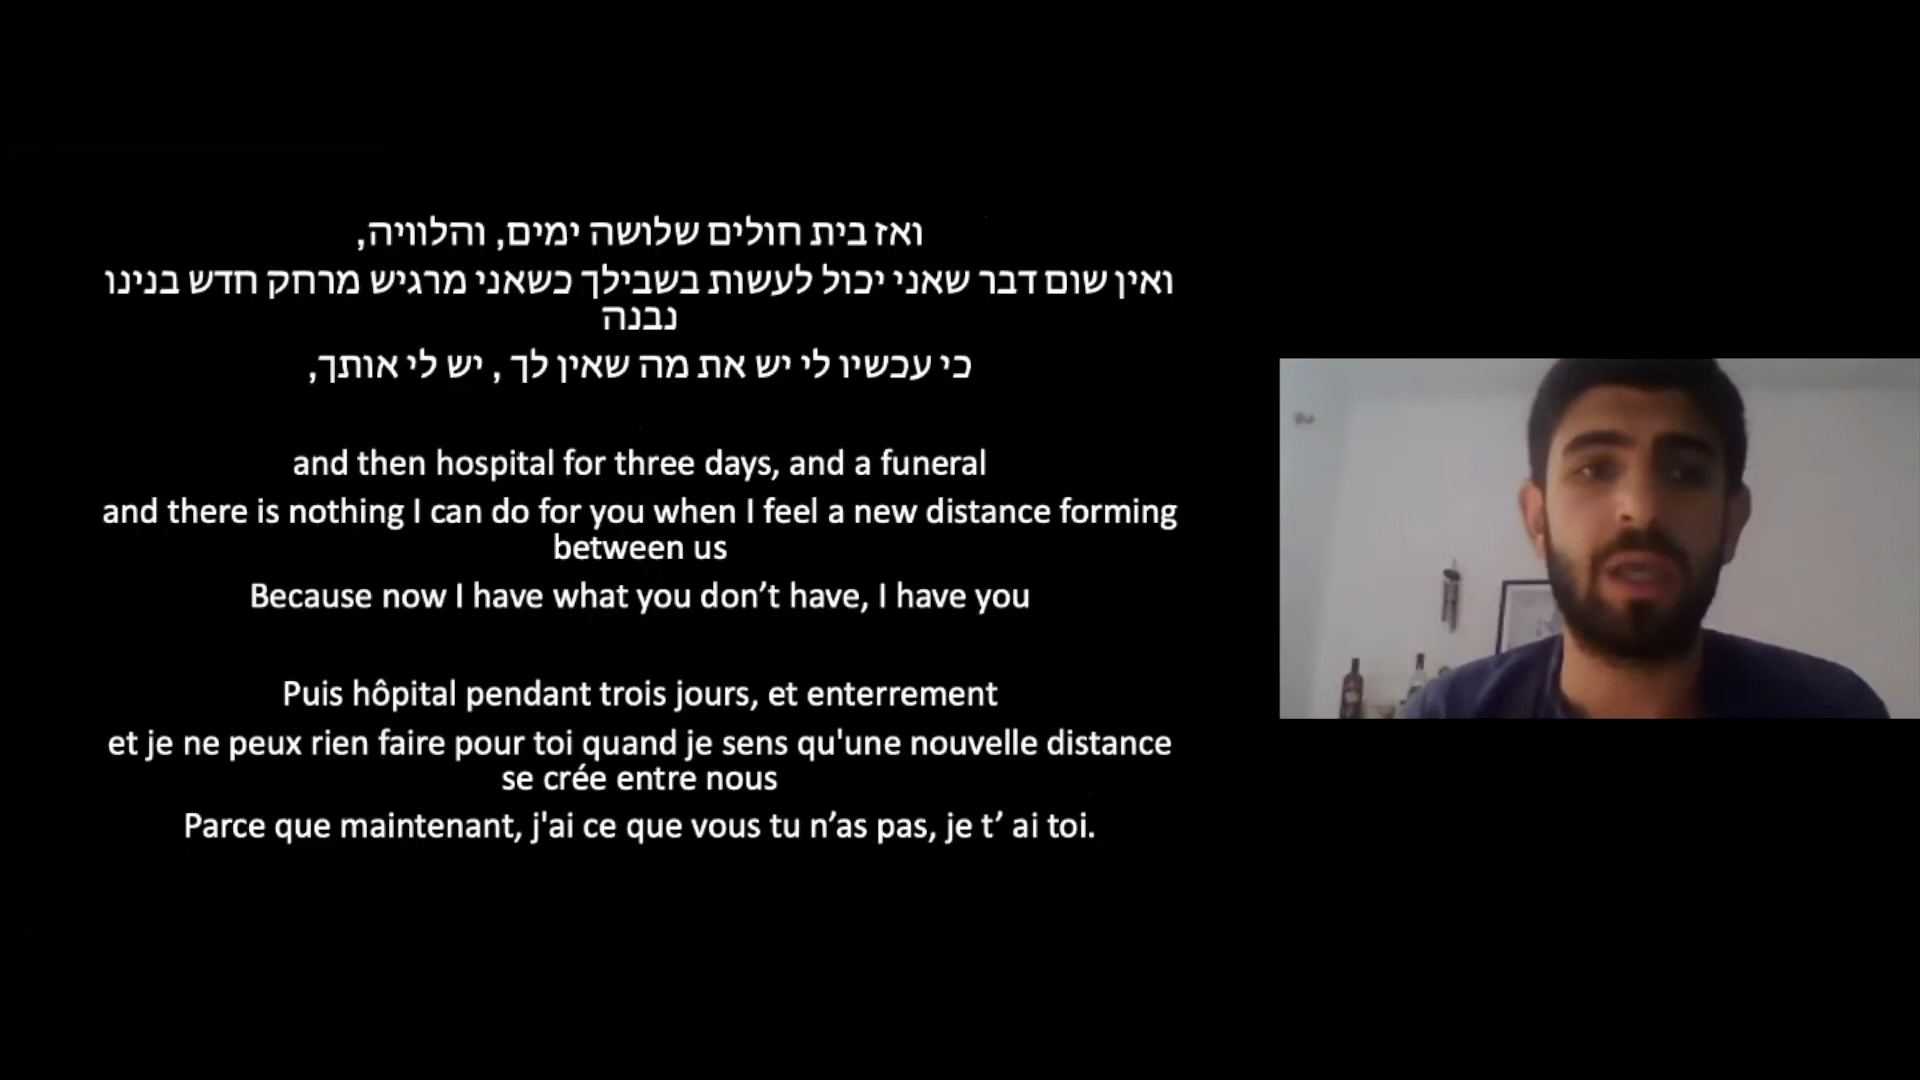 ואז בית חולים שלושה ימים, והלוויה,
ואין שום דבר שאני יכול לעשות בשבילך כשאני מרגיש מרחק חדש בנינו
נבנה
כי עכשיו לי יש את מה שאין לך , יש לי אותך,
and then hospital for three days, and a funeral
and there is nothing I can do for you when I feel a new distance forming
between us
Because now I have what you don’t have, I have you
Puis hôpital pendant trois jours, et enterrement
et je ne peux rien faire pour toi quand je sens qu'une nouvelle distance
se crée entre nous
Parce que maintenant, j'ai ce que vous tu n’as pas, je t’ ai toi.